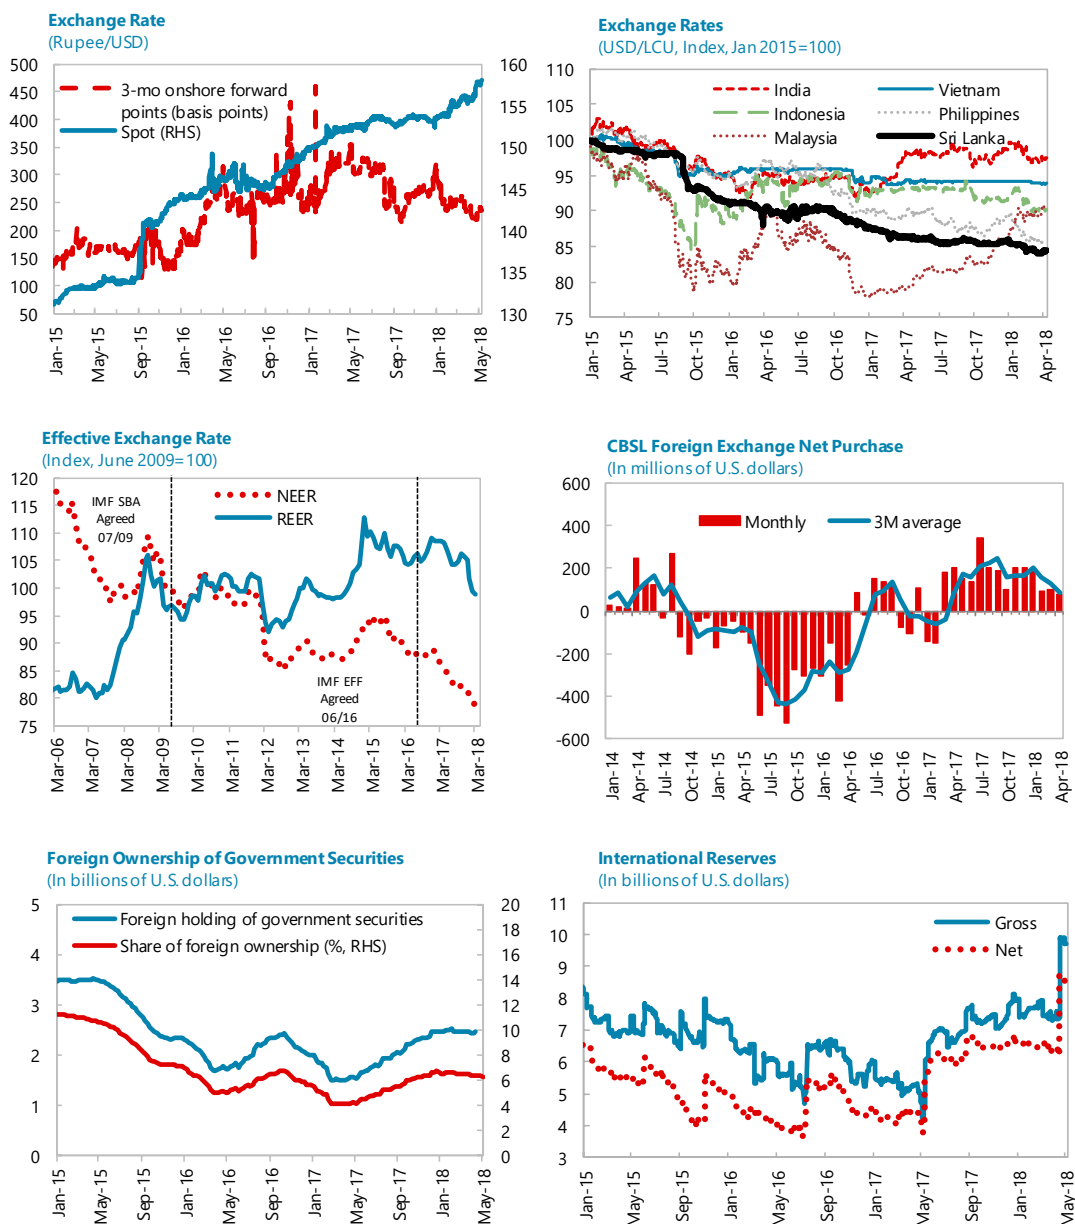 Exchange Rate
(Rupee/USD)
500
450
400
350
300
250
200
150
100
50
160
155
150
145
140
135
130
3-mo onshore forward
points (basis points)
Spot (RHS)
Jan-15
May-15
Sep-15
Jan-16
May-16
Sep-16
Jan-17
May-17
Sep-17
Jan-18
May-18
Exchange Rates
(USD/LCU, Index, Jan 2015=100)
110
105
100
95
90
85
80
75
India
Vietnam
Indonesia
Philippines
Malaysia
Sri Lanka
Jan-15
Apr-15
Jul-15
Oct-15
Jan-16
Apr-16
Jul-16
Oct-16
Jan-17
Apr-17
Jul-17
Oct-17
Jan-18
Apr-18
Effective Exchange Rate
(Index, June 2009=100)
120
115
110
105
100
95
90
85
80
75
IMF SBA
Agreed
07/09
NEER
REER
IMF EFF
Agreed
06/16
Mar-06
Mar-07
Mar-08
Mar-09
Mar-10
Mar-11
Mar-12
Mar-13
Mar-14
Mar-15
Mar-16
Mar-17
Mar-18
CBSL Foreign Exchange Net Purchase
(In millions of U.S. dollars)
600
400
200
0
-200
-400
-600
Monthly
3M average
Jan-14
Apr-14
Jul-14
Oct-14
Jan-15
Apr-15
Jul-15
Oct-15
Jan-16
Apr-16
Jul-16
Oct-16
Jan-17
Apr-17
Jul-17
Oct-17
Jan-18
Apr-18
Foreign Ownership of Government Securities
(In billions of U.S. dollars)
5
4
3
2
1
0
20
18
16
14
12
10
8
6
4
2
0
Foreign holding of government securities
Share of foreign ownership (%, RHS)
Jan-15
May-15
Sep-15
Jan-16
May-16
Sep-16
Jan-17
May-17
Sep-17
Jan-18
May-18
International Reserves
(In billions of U.S. dollars)
11
10
9
8
7
6
5
4
3
Gross
Net
Jan-15
May-15
Sep-15
Jan-16
May-16
Sep-16
Jan-17
May-17
Sep-17
Jan-18
May-18